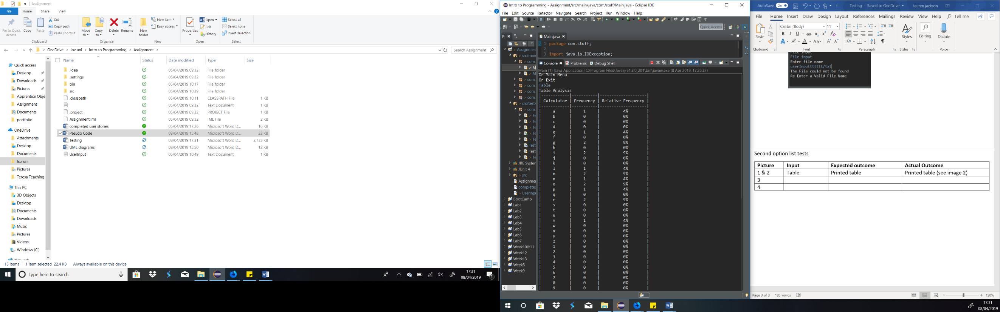 Assignment
File Home Share View
Pin to Quick access
Copy
Paste
Cut
Copy path
Paste shortcut
Clipboard
Move to
Copy to
Delete
Rename
Organise
New folder
New item
Easy access
New
Properties
Open
Edit
History
Open
Select all
Select none
Invert selection
Select
OneDrive > loz uni > Intro to Programming > Assignment >
Search Assignment
Quick access
Desktop
Downloads
Pictures
Apprentice Obje
Assignment
Documents
portfolio
OneDrive
Attachments
Desktop
Documents
loz uni
Pictures
Teresa Teaching
This PC
3D Objects
Desktop
Documents
Downloads
Music
Pictures
Videos
Windows (C:)
Network
Name Status Date modified Type Size
.idea 05/04/2019 09:32 File folder
.settings 05/04/2019 09:32 File folder
bin 05/04/2019 10:17 File folder
src 05/04/2019 10:39 File folder
.classpath 05/04/2019 10:11 CLASSPATH File 1 KB
05/04/2019 09:32 Text Document 1 KB
.project 05/04/2019 09:32 PROJECT File 1 KB
Assignment.iml 05/04/2019 09:32 IML File 2 KB
completed user stories 05/04/2019 17:26 Microsoft Word D... 16 KB
Pseudo Code 08/04/2019 15:48 Microsoft Word D... 23 KB
Testing 08/04/2019 17:31 Microsoft Word D... 2,735 KB
UML diagrams 08/04/2019 15:50 Microsoft Word D... 12 KB
UserInput 05/04/2019 10:49 Text Document 1 KB
13 items 1 item selected 22.4 KB Always available on this device
Type here to search
17:31
08/04/2019
1
Intro to Programming - Assignment/src/main/java/com/stuff/Main.java - Eclipse IDE
File Edit Source Refactor Navigate Search Project Run Window Help
Quick Access
P
> Assignmen
> src/main
> com.
> M
> M
> com.
> com.
> com.
> com.
> src/test/
> com.
> Te
> Te
> Te
> Te
> Te
Test
Test
> Te
JRE System
JUnit 4
> src
Assignmer
completed
> UserInpu
BootCamp
Lab1
Lab2
Lab3
Lab4
Lab5
Lab6
Lab7
Week10&11
Week12
Week13
Week8
Week9
Main.java
1 package com.stuff;
2
3 import java.io.IOException;
Console Problems Debug Shell
Main (1) [Java Application] C:\Program Files\Java\jre1.8.0_201\bin\javaw.exe (8 Apr 2019, 17:26:37)
Or Main Menu
Or Exit
Table
Table Analysis
|------------|-----------|--------------------|
| Calculator | Frequency | Relative Frequency |
|------------|-----------|--------------------|
| a | 1 | 4% |
| b | 0 | 0% |
| c | 0 | 0% |
| d | 0 | 0% |
| e | 1 | 4% |
| f | 0 | 0% |
| g | 2 | 9% |
| h | 0 | 0% |
| i | 2 | 9% |
| j | 0 | 0% |
| k | 0 | 0% |
| l | 1 | 4% |
| m | 2 | 9% |
| n | 1 | 4% |
| o | 2 | 9% |
| p | 1 | 4% |
| q | 0 | 0% |
| r | 2 | 9% |
| s | 0 | 0% |
| t | 0 | 0% |
| u | 0 | 0% |
| v | 1 | 4% |
| w | 0 | 0% |
| x | 0 | 0% |
| y | 0 | 0% |
| z | 0 | 0% |
| 1 | 0 | 0% |
| 2 | 0 | 0% |
| 3 | 0 | 0% |
| 4 | 0 | 0% |
| 5 | 0 | 0% |
| 6 | 0 | 0% |
| 7 | 0 | 0% |
| 8 | 0 | 0% |
| 9 | 0 | 0% |
AutoSave On
Testing - Saved to OneDrive
lauren jackson
File Home Insert Draw Design Layout References Mailings Review View Help Tell me
Paste
Clipboard
Calibri (Body) 11
Font
Paragraph
Styles
Styles
Editing
Dictate
Voice
File input
File input
Enter file name
userInputtttttt/txt
The File could not be found
Re Enter a Valid File Name
Second option list tests
Picture Input Expected outcome Actual Outcome
1 & 2 Table Printed table Printed table (see image 2)
3
4
Page 3 of 3 185 words
120%
17:31
08/04/2019